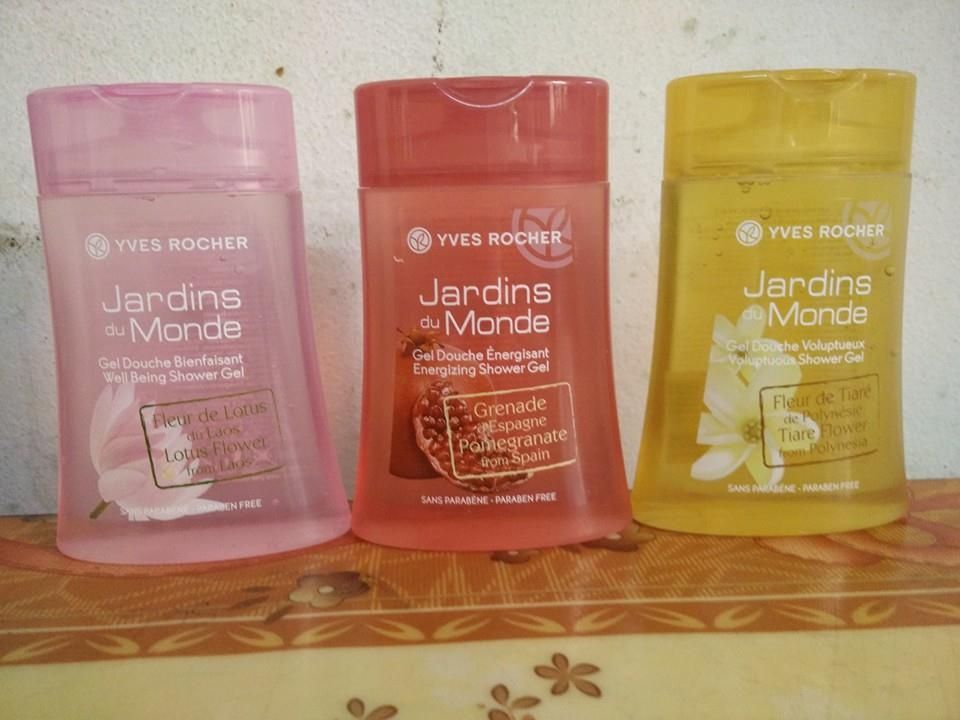 YVES ROCHER
Jardins
du Monde
Gel Douche Bienfaisant
Well Being Shower Gel
Fleur de Lotus
du Laos
Lotus Flower
from Laos
SANS PARABÈNE - PARABEN FREE
YVES ROCHER
Jardins
du Monde
Gel Douche Énergisant
Energizing Shower Gel
Grenade
d'Espagne
Pomegranate
from Spain
SANS PARABÈNE - PARABEN FREE
YVES ROCHER
Jardins
du Monde
Gel Douche Voluptueux
Voluptuous Shower Gel
Fleur de Tiaré
de Polynésie
Tiare Flower
from Polynesia
SANS PARABÈNE - PARABEN FREE